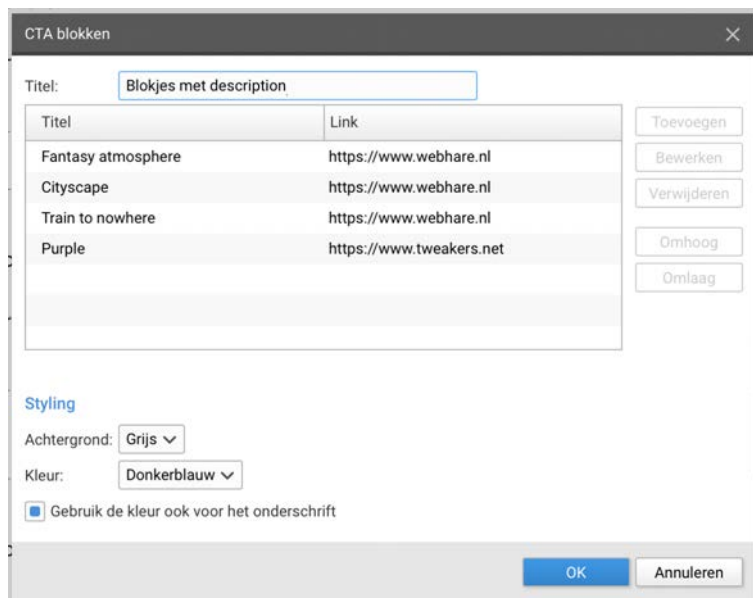 CTA blokken
Titel: Blokjes met description
Titel Link
Toevoegen
Fantasy atmosphere https://www.webhare.nl
Bewerken
Cityscape https://www.webhare.nl
Verwijderen
Train to nowhere https://www.webhare.nl
Purple https://www.tweakers.net
Omhoog
Omlaag
Styling
Achtergrond: Grijs
Kleur: Donkerblauw
Gebruik de kleur ook voor het onderschrift
OK Annuleren